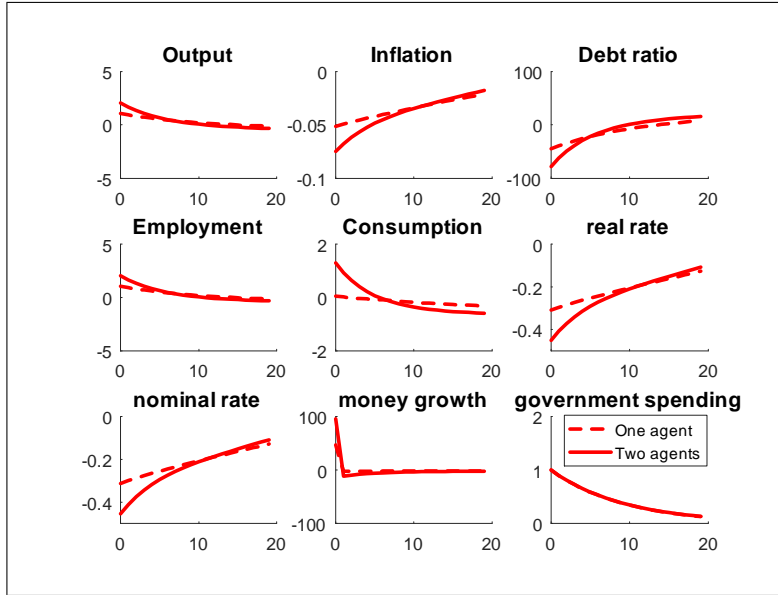 Output Inflation Debt ratio
5 0 100
0 -0.05 0
-5 -0.1 -100
0 10 20 0 10 20 0 10 20
Employment Consumption real rate
5 2 0
0 0 -0.2
-5 -2 -0.4
0 10 20 0 10 20 0 10 20
nominal rate money growth government spending
0 100 2
One agent
-0.2 0 1
Two agents
-0.4 -100 0
0 10 20 0 10 20 0 10 20